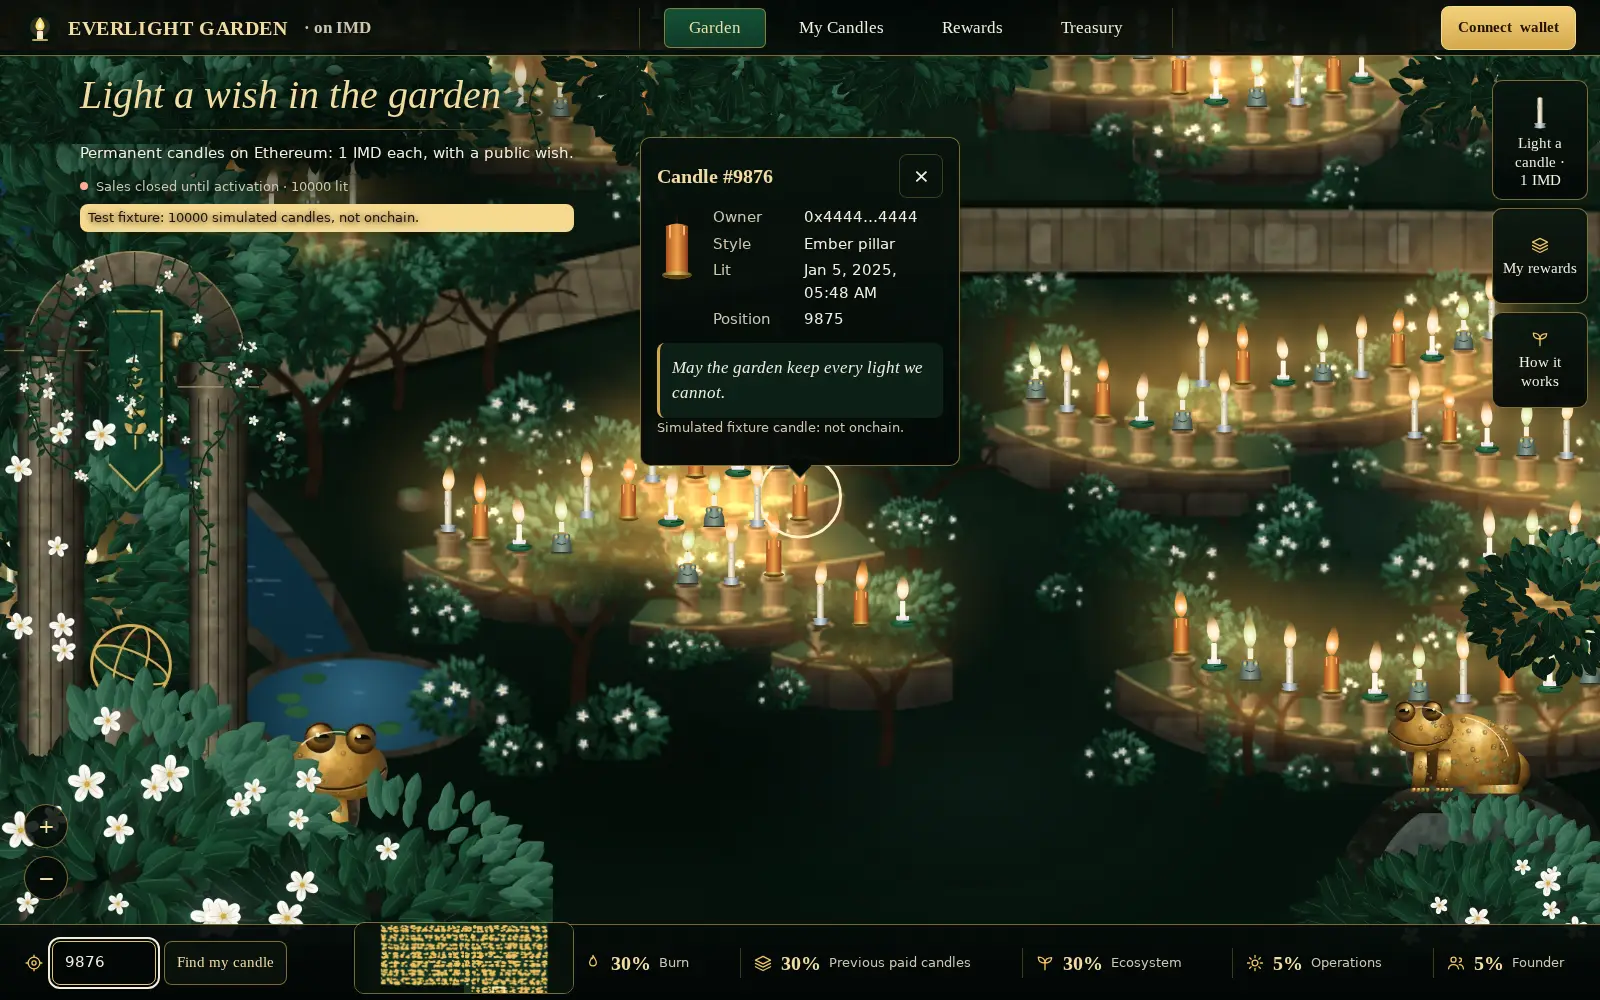 EVERLIGHT GARDEN · on IMD
Garden
My Candles
Rewards
Treasury
Connect wallet
Light a wish in the garden
Permanent candles on Ethereum: 1 IMD each, with a public wish.
Sales closed until activation · 10000 lit
Test fixture: 10000 simulated candles, not onchain.
Candle #9876
Owner 0x4444...4444
Style Ember pillar
Lit Jan 5, 2025,
05:48 AM
Position 9875
May the garden keep every light we
cannot.
Simulated fixture candle: not onchain.
Light a
candle ·
1 IMD
My rewards
How it
works
+
−
9876
Find my candle
30% Burn
30% Previous paid candles
30% Ecosystem
5% Operations
5% Founder